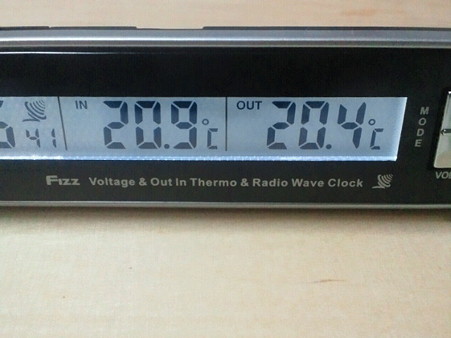 IN 20.9°C OUT 20.4°C
41
MODE
Fizz Voltage & Out In Thermo & Radio Wave Clock